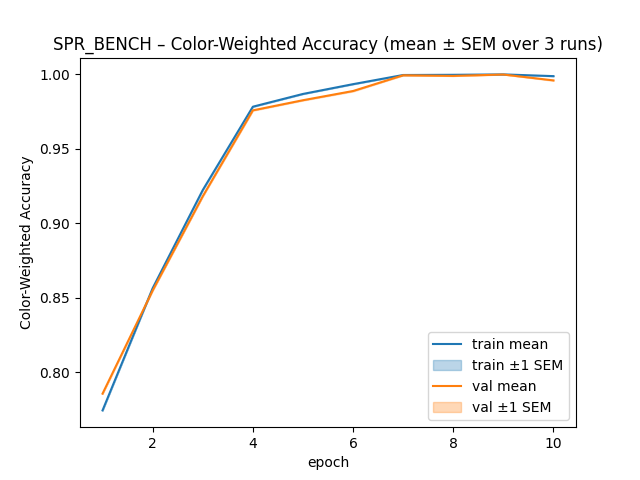 SPR_BENCH – Color-Weighted Accuracy (mean ± SEM over 3 runs)
Color-Weighted Accuracy
1.00
0.95
0.90
0.85
0.80
train mean
train ±1 SEM
val mean
val ±1 SEM
2 4 6 8 10
epoch